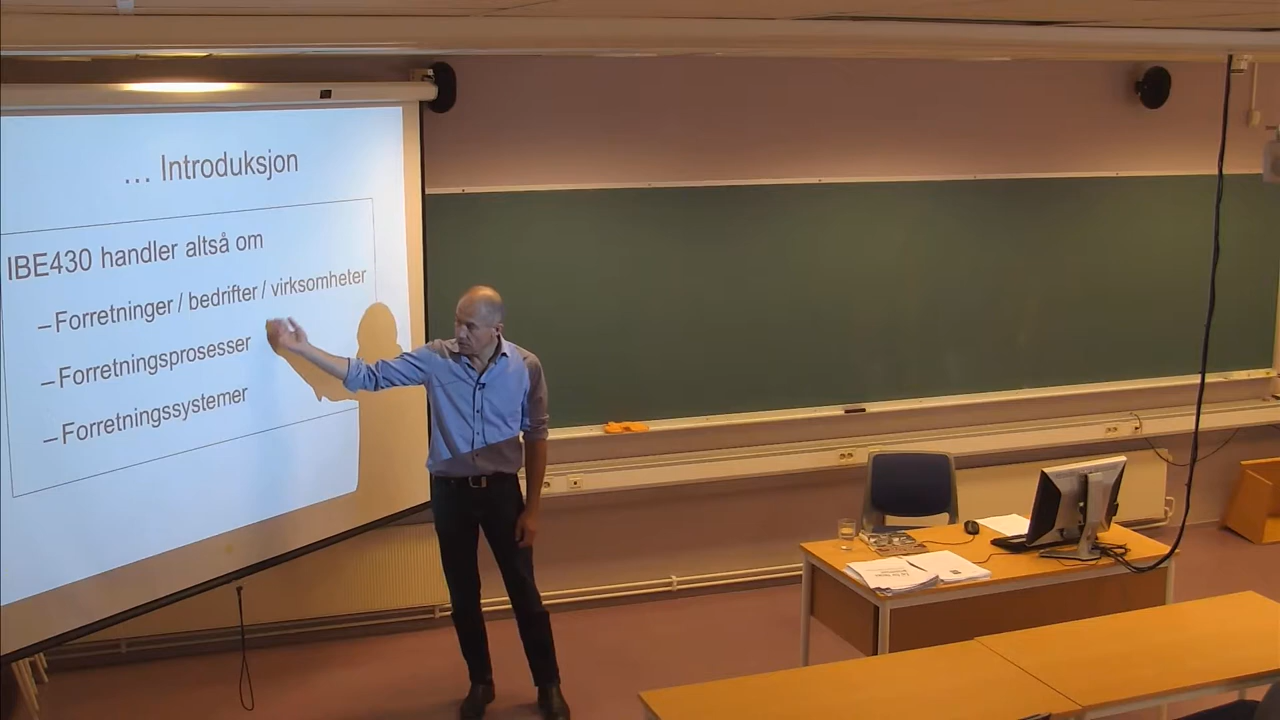 ... Introduksjon
IBE430 handler altså om
–Forretninger / bedrifter / virksomheter
–Forretningsprosesser
–Forretningssystemer